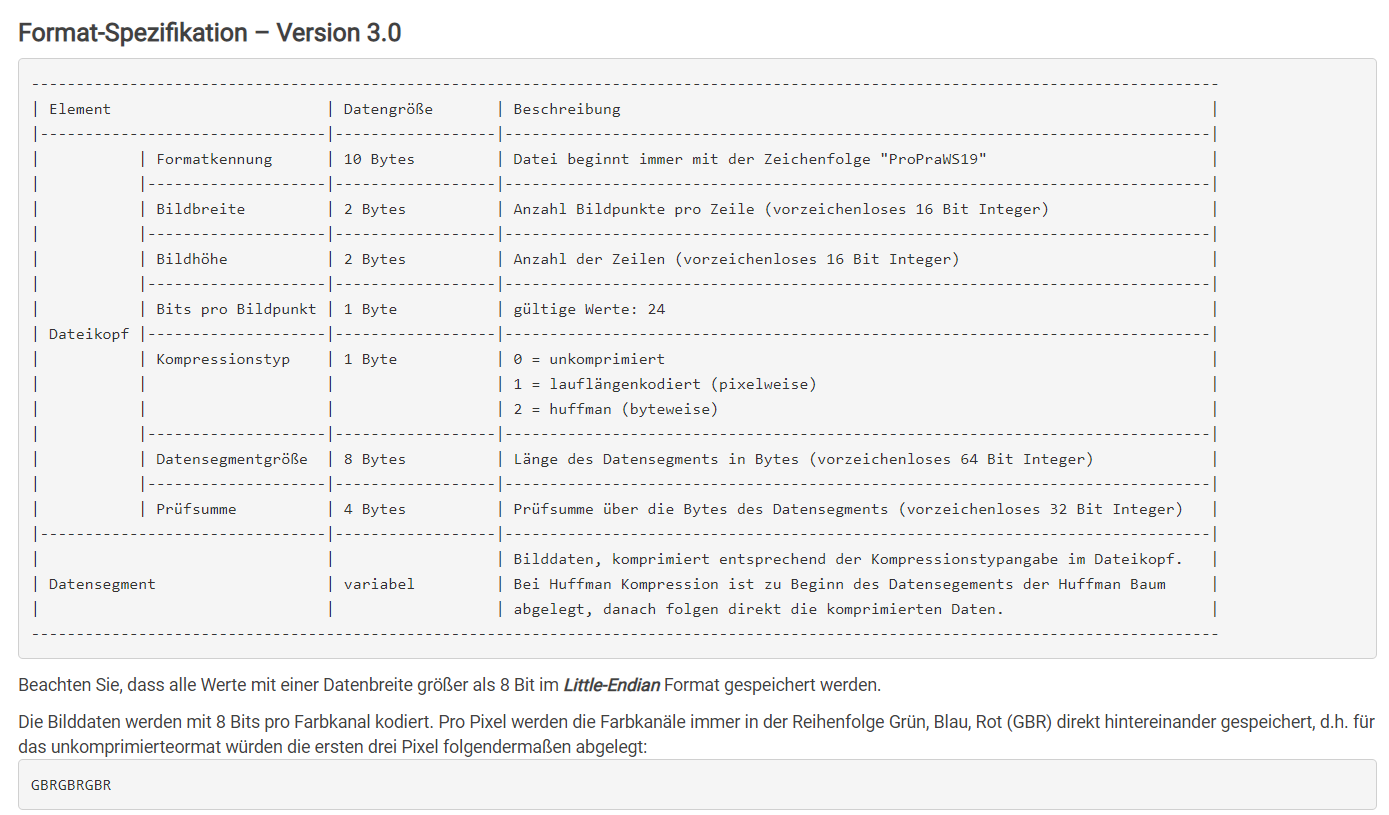 Format-Spezifikation – Version 3.0
-------------------------------------------------------------------------------------------------------------------------------------
| Element                        | Datengröße       | Beschreibung                                                                  |
|--------------------------------|------------------|-------------------------------------------------------------------------------|
|           | Formatkennung      | 10 Bytes         | Datei beginnt immer mit der Zeichenfolge "ProPraWS19"                         |
|           |--------------------|------------------|-------------------------------------------------------------------------------|
|           | Bildbreite         | 2 Bytes          | Anzahl Bildpunkte pro Zeile (vorzeichenloses 16 Bit Integer)                  |
|           |--------------------|------------------|-------------------------------------------------------------------------------|
|           | Bildhöhe           | 2 Bytes          | Anzahl der Zeilen (vorzeichenloses 16 Bit Integer)                            |
|           |--------------------|------------------|-------------------------------------------------------------------------------|
|           | Bits pro Bildpunkt | 1 Byte           | gültige Werte: 24                                                             |
| Dateikopf |--------------------|------------------|-------------------------------------------------------------------------------|
|           | Kompressionstyp    | 1 Byte           | 0 = unkomprimiert                                                             |
|           |                    |                  | 1 = lauflängenkodiert (pixelweise)                                            |
|           |                    |                  | 2 = huffman (byteweise)                                                       |
|           |--------------------|------------------|-------------------------------------------------------------------------------|
|           | Datensegmentgröße  | 8 Bytes          | Länge des Datensegments in Bytes (vorzeichenloses 64 Bit Integer)             |
|           |--------------------|------------------|-------------------------------------------------------------------------------|
|           | Prüfsumme          | 4 Bytes          | Prüfsumme über die Bytes des Datensegments (vorzeichenloses 32 Bit Integer)   |
|--------------------------------|------------------|-------------------------------------------------------------------------------|
|                                |                  | Bilddaten, komprimiert entsprechend der Kompressionstypangabe im Dateikopf.   |
| Datensegment                   | variabel         | Bei Huffman Kompression ist zu Beginn des Datensegements der Huffman Baum     |
|                                |                  | abgelegt, danach folgen direkt die komprimierten Daten.                       |
-------------------------------------------------------------------------------------------------------------------------------------
Beachten Sie, dass alle Werte mit einer Datenbreite größer als 8 Bit im Little-Endian Format gespeichert werden.
Die Bilddaten werden mit 8 Bits pro Farbkanal kodiert. Pro Pixel werden die Farbkanäle immer in der Reihenfolge Grün, Blau, Rot (GBR) direkt hintereinander gespeichert, d.h. für
das unkomprimierteormat würden die ersten drei Pixel folgendermaßen abgelegt:
GBRGBRGBR